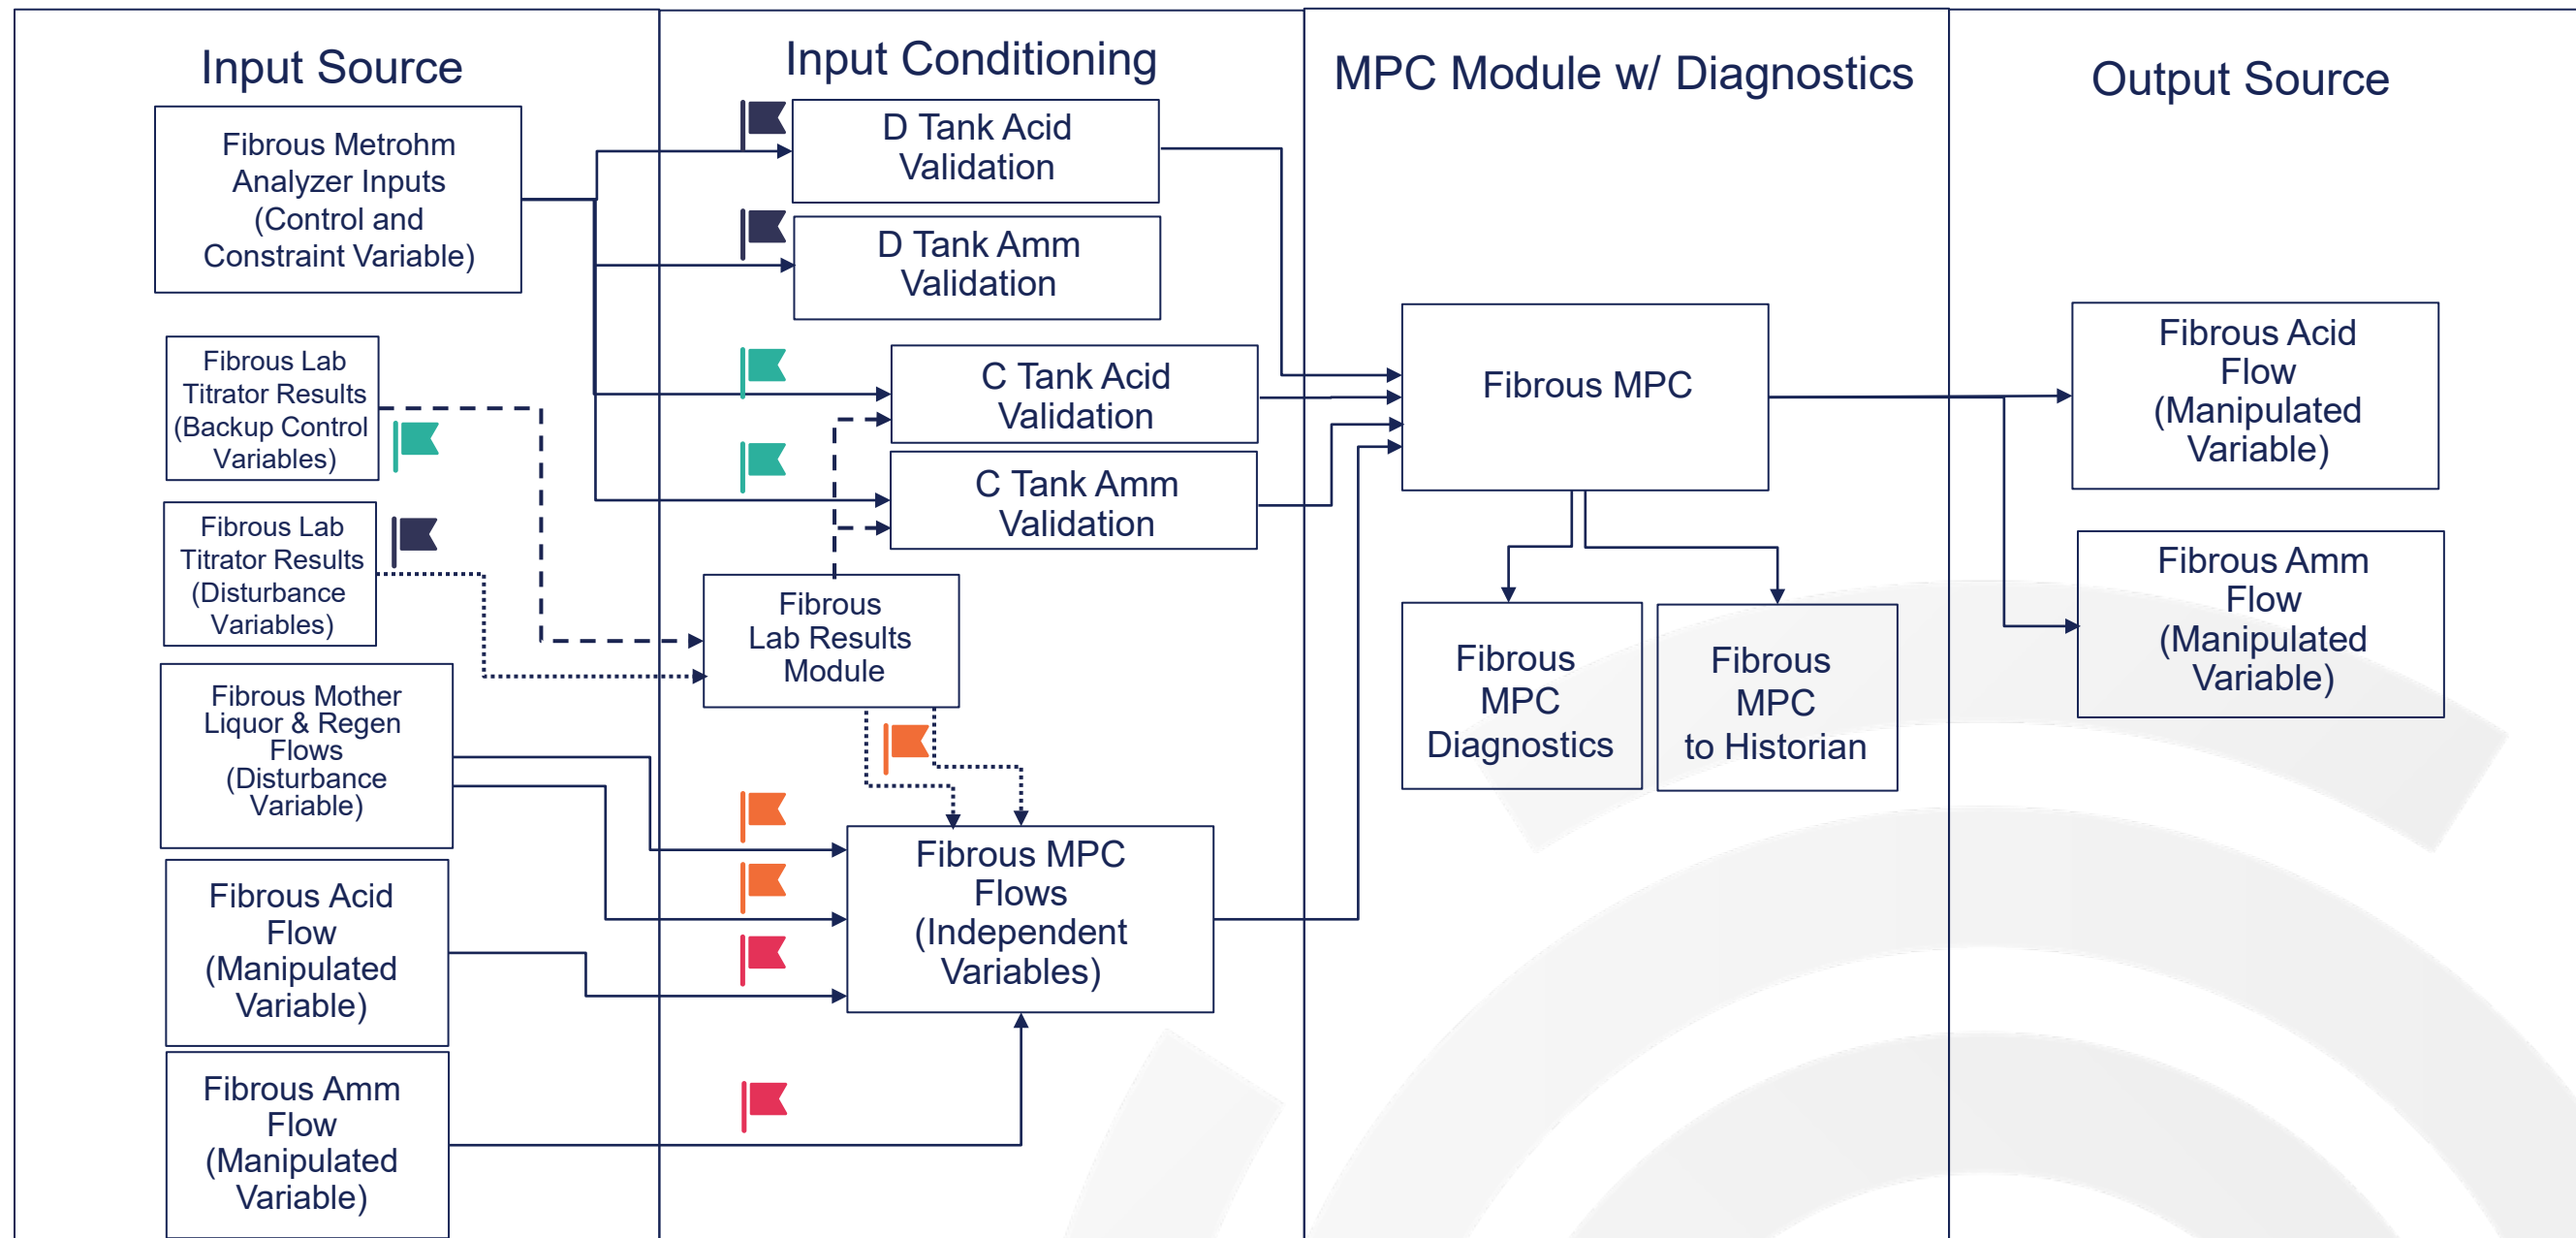 Input Source
Fibrous Metrohm
Analyzer Inputs
(Control and
Constraint Variable)
Fibrous Lab
Titrator Results
(Backup Control
Variables)
Fibrous Lab
Titrator Results
(Disturbance
Variables)
Fibrous Mother
Liquor & Regen
Flows
(Disturbance
Variable)
Fibrous Acid
Flow
(Manipulated
Variable)
Fibrous Amm
Flow
(Manipulated
Variable)
Input Conditioning
D Tank Acid
Validation
D Tank Amm
Validation
C Tank Acid
Validation
C Tank Amm
Validation
Fibrous
Lab Results
Module
Fibrous MPC
Flows
(Independent
Variables)
MPC Module w/ Diagnostics
Fibrous MPC
Fibrous
MPC
Diagnostics
Fibrous
MPC
to Historian
Output Source
Fibrous Acid
Flow
(Manipulated
Variable)
Fibrous Amm
Flow
(Manipulated
Variable)